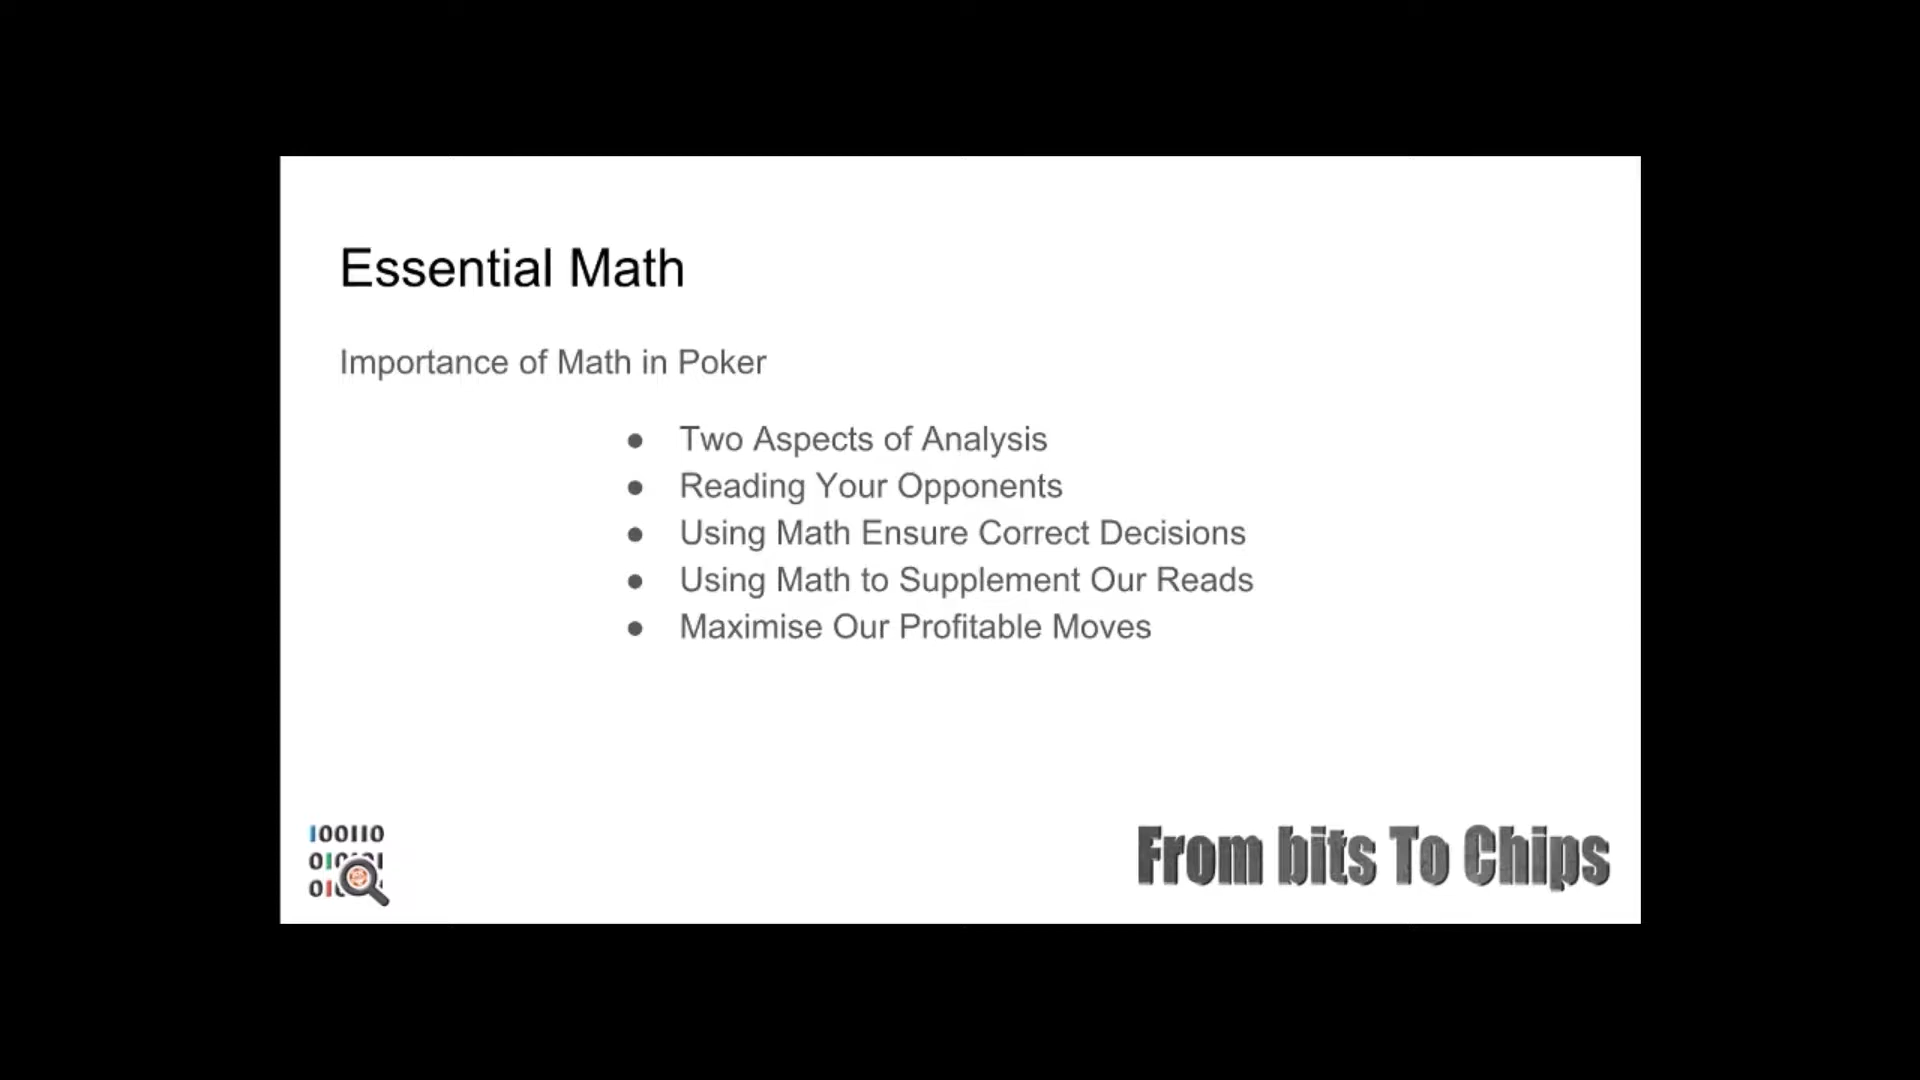 Essential Math
Importance of Math in Poker
● Two Aspects of Analysis
● Reading Your Opponents
● Using Math Ensure Correct Decisions
● Using Math to Supplement Our Reads
● Maximise Our Profitable Moves
100110
From bits To Chips